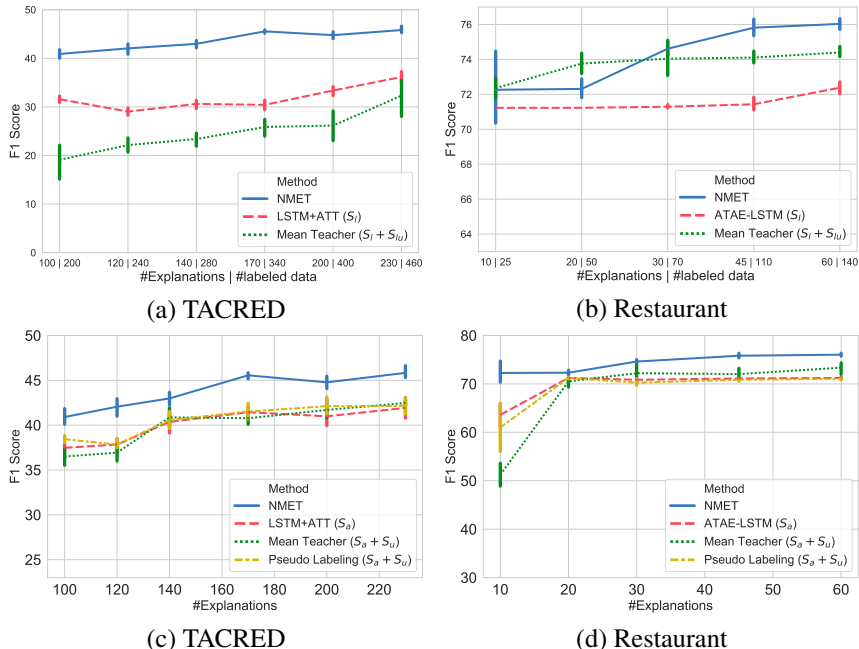 50
40
30
20
10
0
F1 Score
100 | 200
120 | 240
140 | 280
170 | 340
200 | 400
230 | 460
#Explanations | #labeled data
Method
NMET
LSTM+ATT (S_l)
Mean Teacher (S_l + S_lu)
(a) TACRED
76
74
72
70
68
66
64
F1 Score
10 | 25
20 | 50
30 | 70
45 | 110
60 | 140
#Explanations | #labeled data
Method
NMET
ATAE-LSTM (S_l)
Mean Teacher (S_l + S_lu)
(b) Restaurant
50
45
40
35
30
25
F1 Score
100
120
140
160
180
200
220
#Explanations
Method
NMET
LSTM+ATT (S_a)
Mean Teacher (S_a + S_u)
Pseudo Labeling (S_a + S_u)
(c) TACRED
80
70
60
50
40
30
F1 Score
10
20
30
40
50
60
#Explanations
Method
NMET
ATAE-LSTM (S_a)
Mean Teacher (S_a + S_u)
Pseudo Labeling (S_a + S_u)
(d) Restaurant